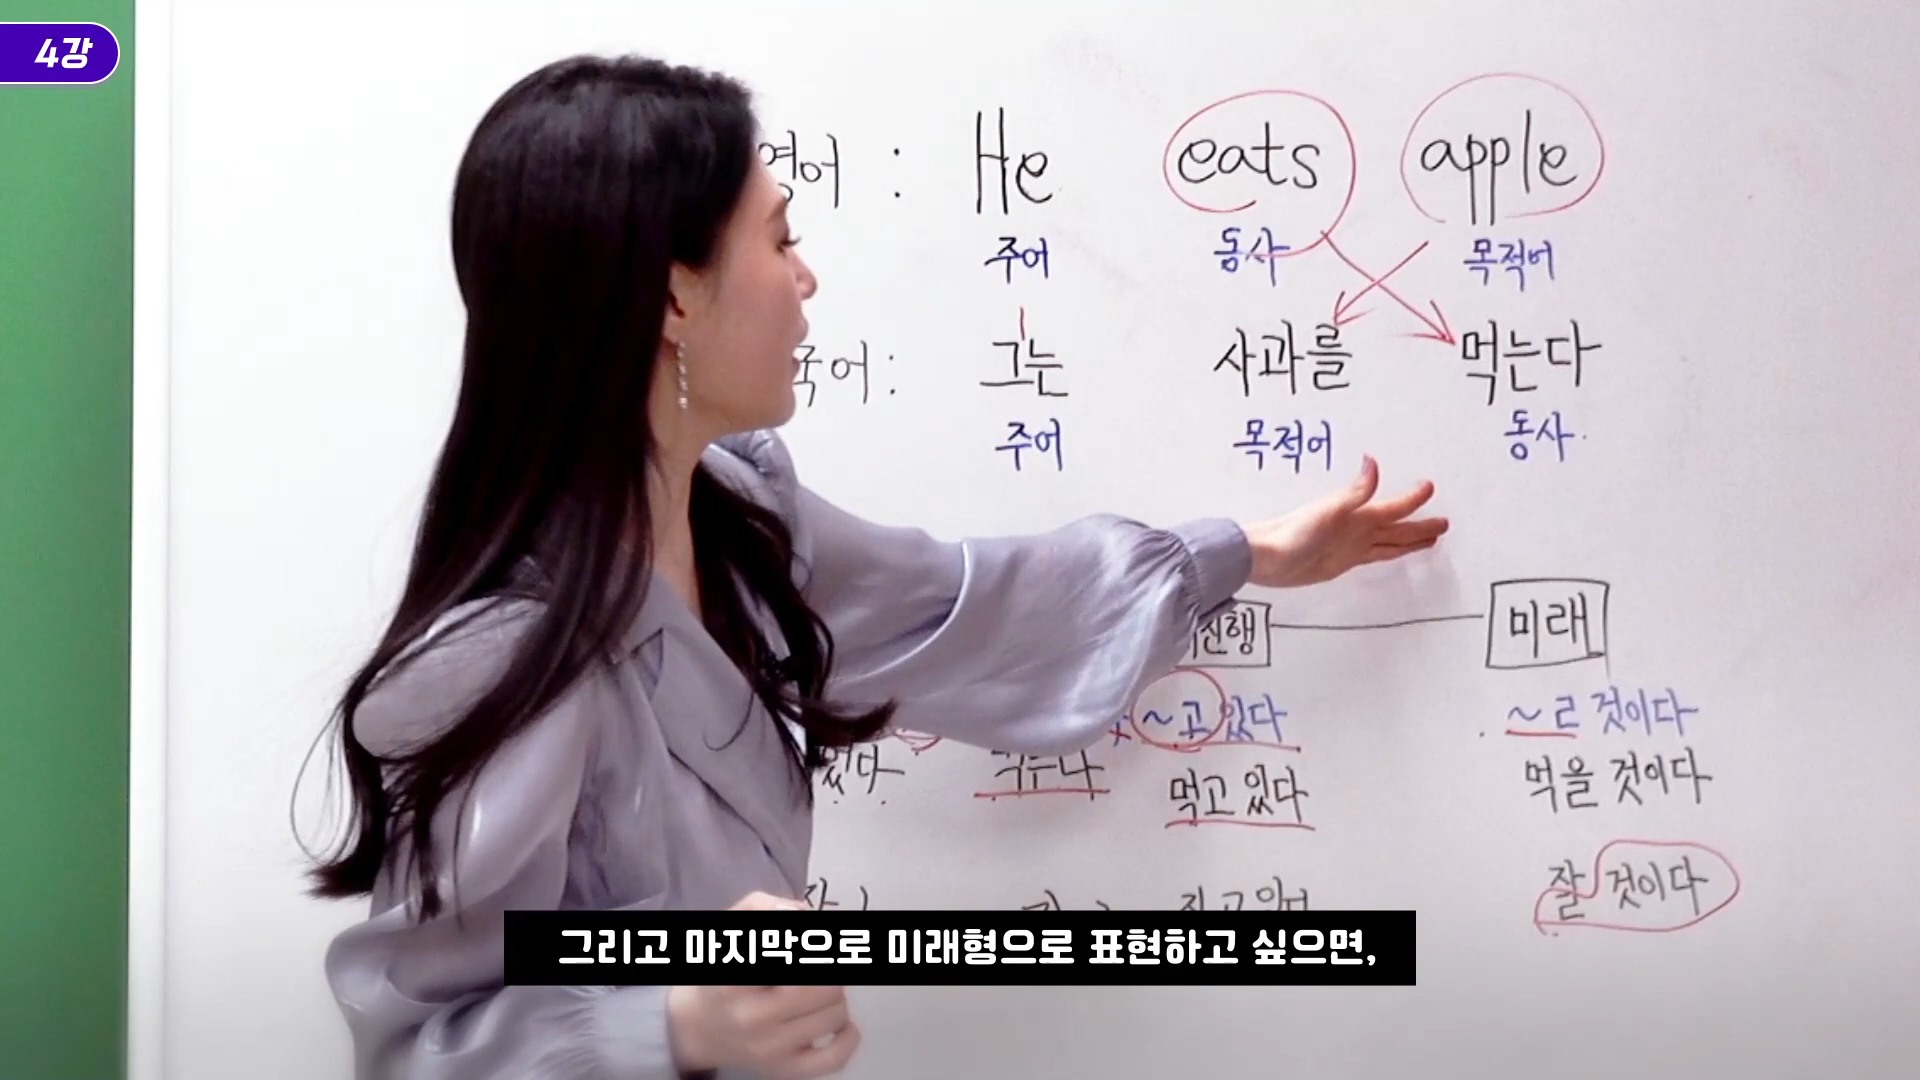 4강
영어 : He eats apple
주어 동사 목적어
국어 : 그는 사과를 먹는다
주어 목적어 동사
진행 미래
~고 있다 ~ㄹ 것이다
먹고 있다 먹을 것이다
잘 것이다
그리고 마지막으로 미래형으로 표현하고 싶으면,